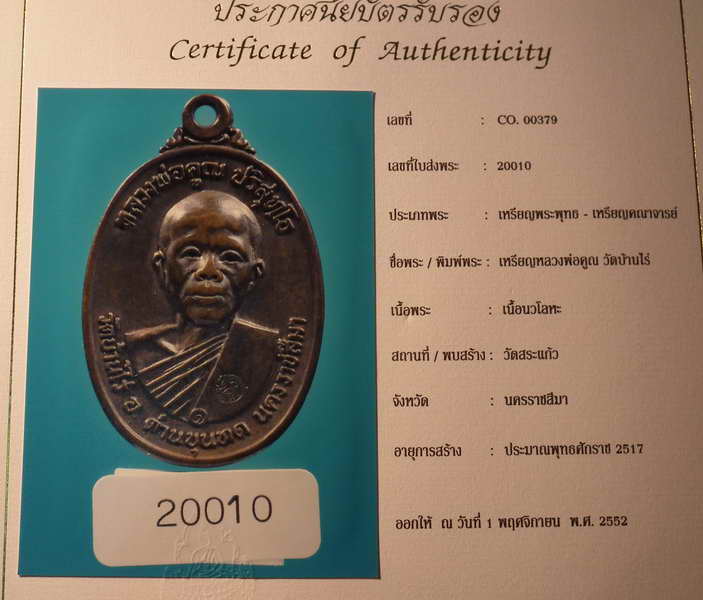 ประกาศนียบัตรรับรอง
Certificate of Authenticity
หลวงพ่อคูณ ปริสุทฺโธ
วัดบ้านไร่ อ. ด่านขุนทด นครราชสีมา
๑
20010
เลขที่ : CO. 00379
เลขที่ใบส่งพระ : 20010
ประเภทพระ : เหรียญพระพุทธ - เหรียญคณาจารย์
ชื่อพระ / พิมพ์พระ : เหรียญหลวงพ่อคูณ วัดบ้านไร่
เนื้อพระ : เนื้อนวโลหะ
สถานที่ / พบสร้าง : วัดสระแก้ว
จังหวัด : นครราชสีมา
อายุการสร้าง : ประมาณพุทธศักราช 2517
ออกให้ ณ วันที่ 1 พฤศจิกายน พ.ศ. 2552